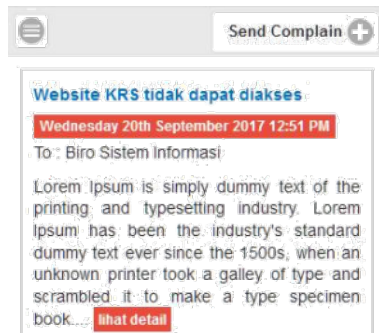 Send Complain
Website KRS tidak dapat diakses
Wednesday 20th September 2017 12:51 PM
To : Biro Sistem Informasi
Lorem Ipsum is simply dummy text of the
printing and typesetting industry. Lorem
Ipsum has been the industry's standard
dummy text ever since the 1500s, when an
unknown printer took a galley of type and
scrambled it to make a type specimen
book.... lihat detail